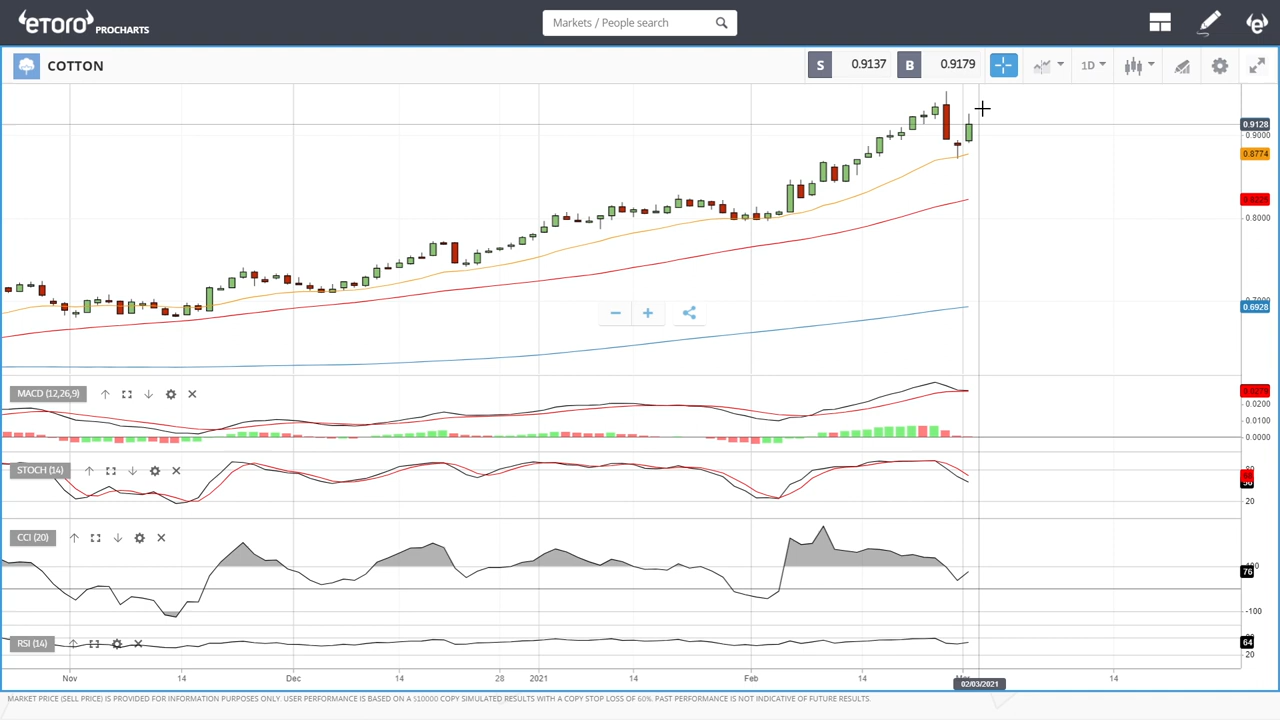 eToro PROCHARTS
Markets / People search
COTTON
S 0.9137 B 0.9179
1D
0.9128
0.9000
0.8774
0.8000
0.6928
MACD (12,26,9)
0.0200
0.0100
0.0000
STOCH (14)
80
20
CCI (20)
76
-100
RSI (14)
64
20
Nov 14 Dec 14 28 2021 14 Feb 14 14
02/03/2021
MARKET PRICE (SELL PRICE) IS PROVIDED FOR INFORMATION PURPOSES ONLY. USER PERFORMANCE IS BASED ON A $10000 COPY SIMULATED RESULTS WITH A COPY STOP LOSS OF 60%. PAST PERFORMANCE IS NOT INDICATIVE OF FUTURE RESULTS.